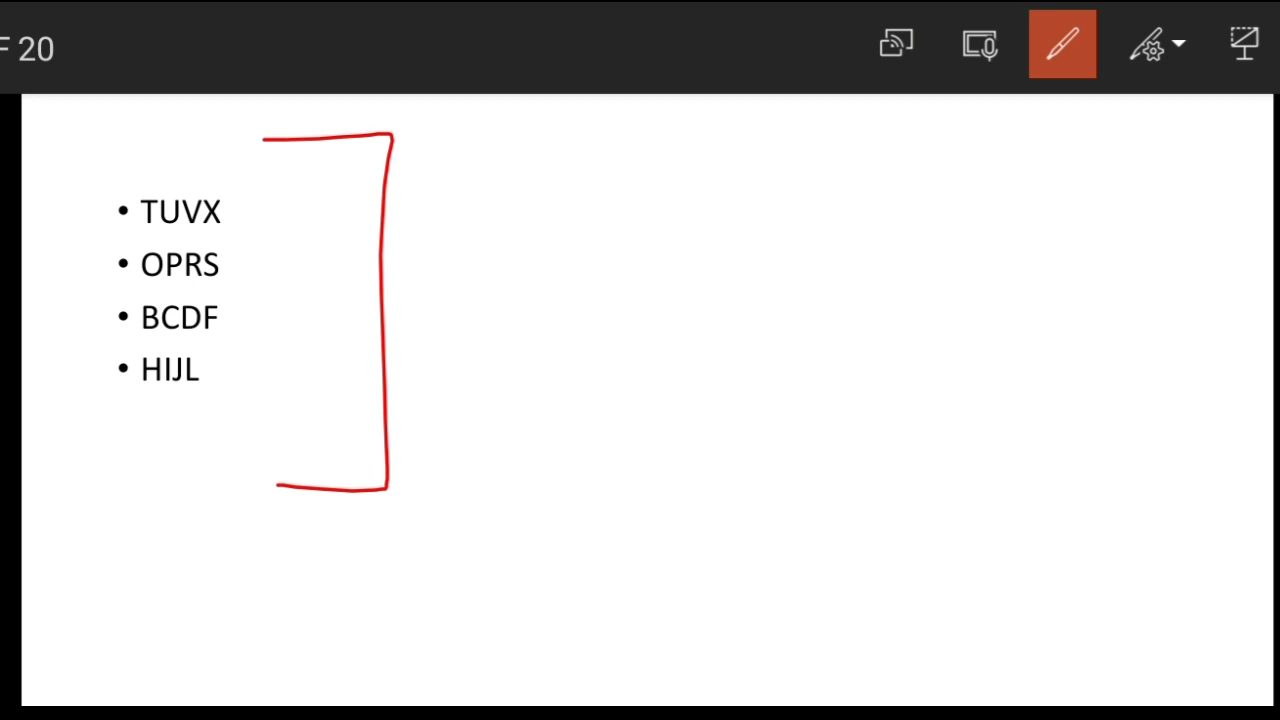 F 20
• TUVX
• OPRS
• BCDF
• HIJL